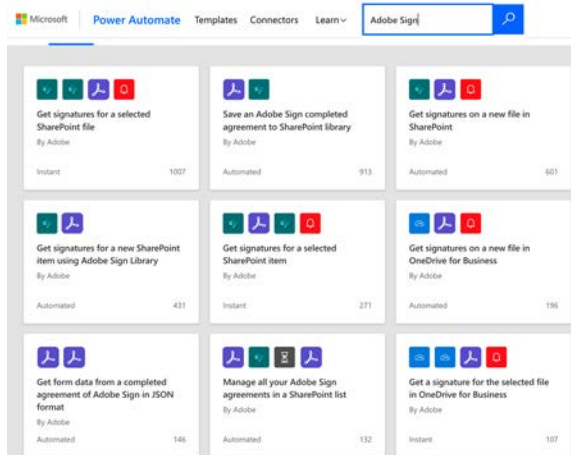 Microsoft Power Automate Templates Connectors Learn Adobe Sign
Get signatures for a selected
SharePoint file
By Adobe
Instant 1007
Save an Adobe Sign completed
agreement to SharePoint library
By Adobe
Automated 913
Get signatures on a new file in
SharePoint
By Adobe
Automated 601
Get signatures for a new SharePoint
item using Adobe Sign Library
By Adobe
Automated 431
Get signatures for a selected
SharePoint item
By Adobe
Instant 271
Get signatures on a new file in
OneDrive for Business
By Adobe
Automated 196
Get form data from a completed
agreement of Adobe Sign in JSON
format
By Adobe
Automated 146
Manage all your Adobe Sign
agreements in a SharePoint list
By Adobe
Automated 132
Get a signature for the selected file
in OneDrive for Business
By Adobe
Instant 107